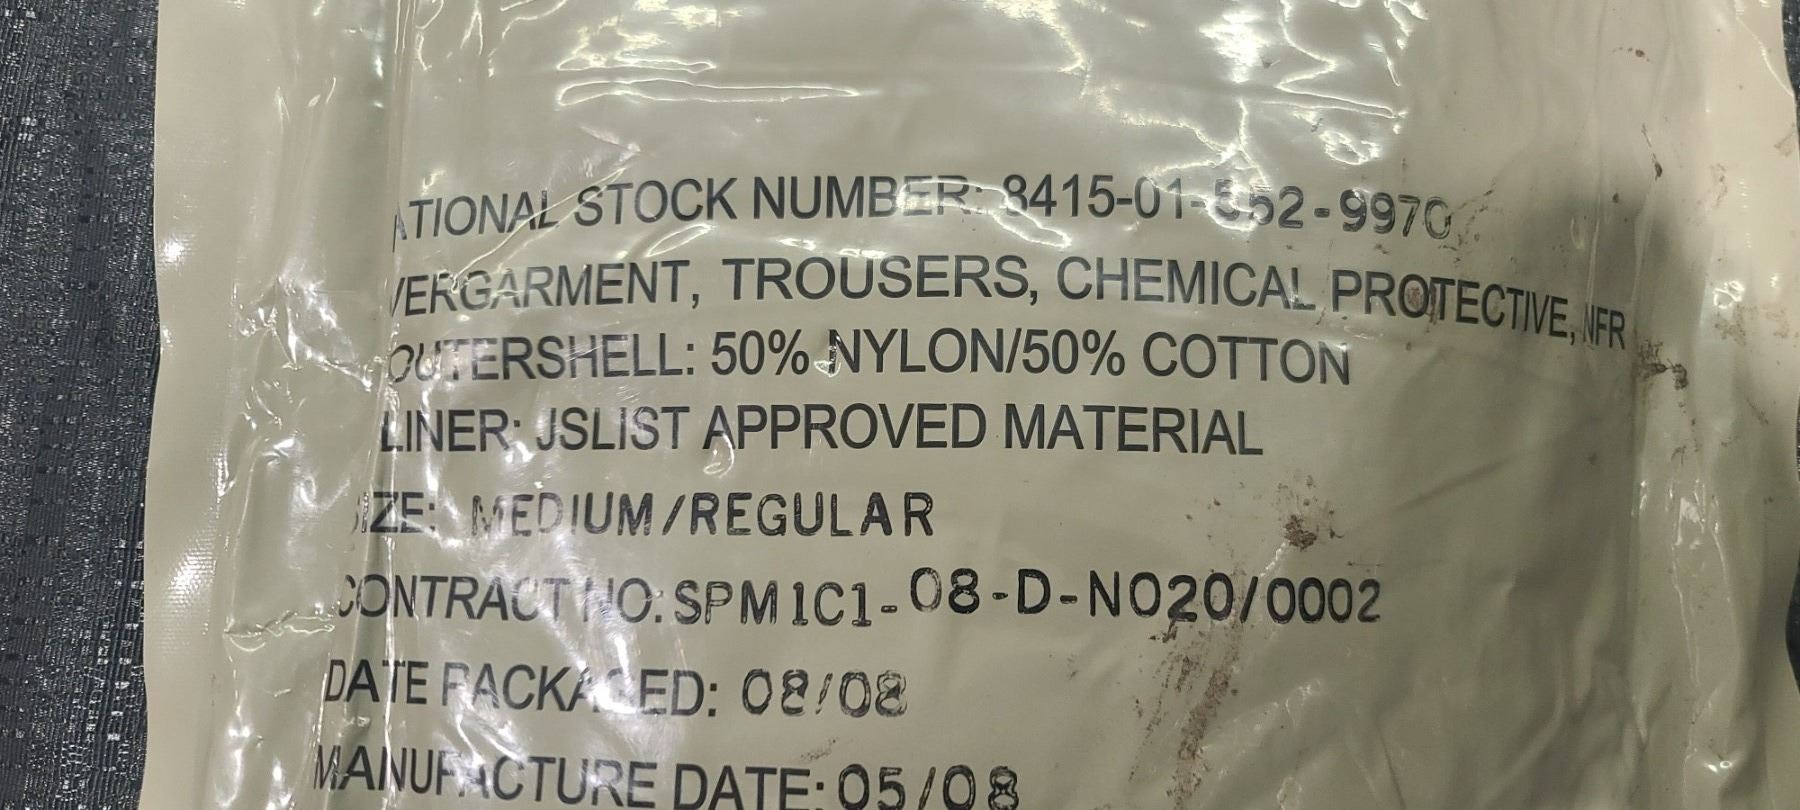 ATIONAL STOCK NUMBER: 8415-01-552-9970
VERGARMENT, TROUSERS, CHEMICAL PROTECTIVE, NFR
OUTERSHELL: 50% NYLON/50% COTTON
LINER: JSLIST APPROVED MATERIAL
SIZE: MEDIUM/REGULAR
CONTRACT NO: SPM1C1-08-D-N020/0002
DATE PACKAGED: 08/08
MANUFACTURE DATE: 05/08